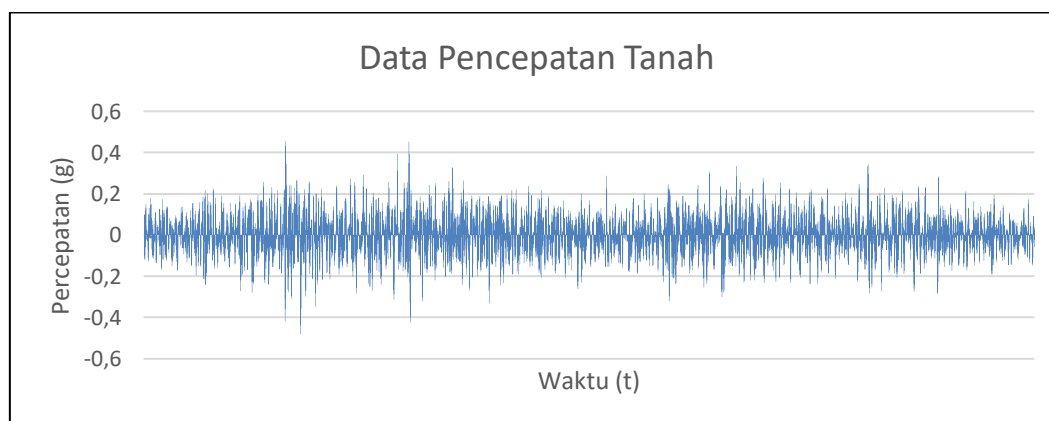 Data Pencepatan Tanah
0,6
0,4
0,2
0
-0,2
-0,4
-0,6
Percepatan (g)
Waktu (t)